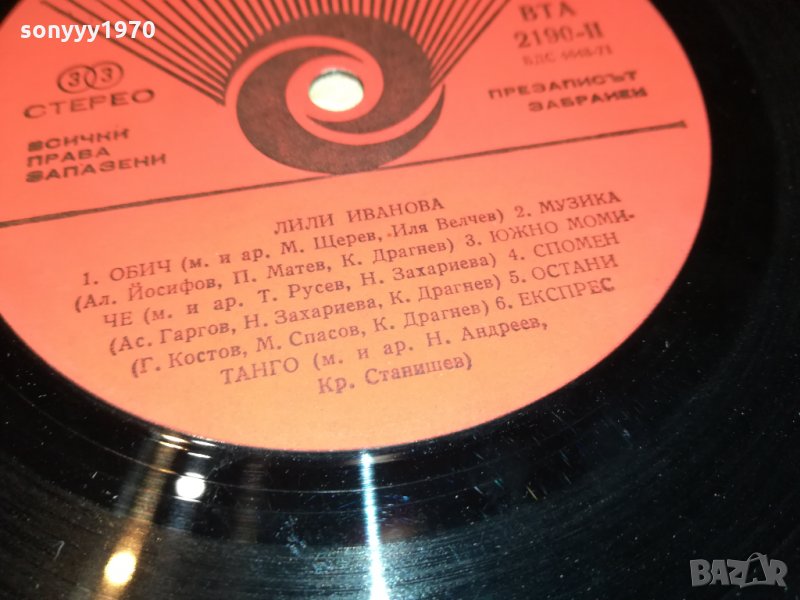 sonyyy1970
ВТА
2190-II
БДС
33
СТЕРЕО
ВСИЧКИ
ПРАВА
ЗАПАЗЕНИ
ПРЕЗАПИСЪТ
ЗАБРАНЕН
ЛИЛИ ИВАНОВА
1. ОБИЧ (м. и ар. М. Щерев, Иля Велчев) 2. МУЗИКА
(Ал. Йосифов, П. Матев, К. Драгнев) 3. ЮЖНО МОМИ-
ЧЕ (м. и ар. Т. Русев, Н. Захариева) 4. СПОМЕН
(Ас. Гаргов, Н. Захариева, К. Драгнев) 5. ОСТАНИ
(Г. Костов, М. Спасов, К. Драгнев) 6. ЕКСПРЕС
ТАНГО (м. и ар. Н. Андреев,
Кр. Станишев)
BAZAR